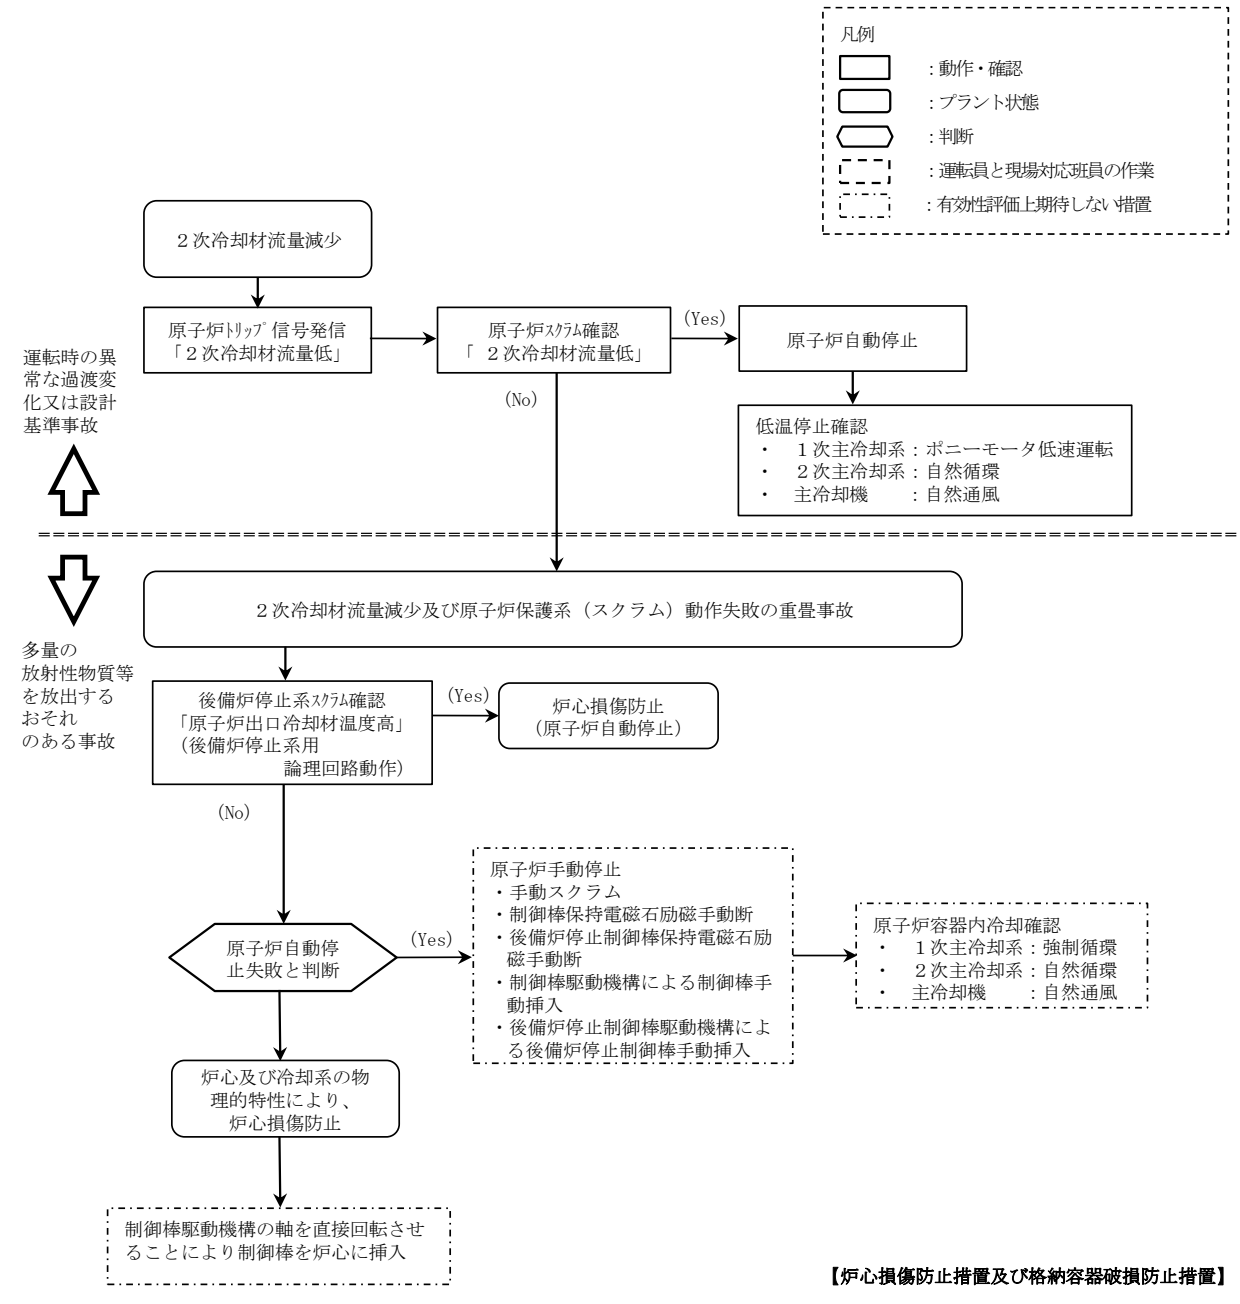 凡例
：動作・確認
：プラント状態
：判断
：運転員と現場対応班員の作業
：有効性評価上期待しない措置
２次冷却材流量減少
原子炉ﾄﾘｯﾌﾟ信号発信
「２次冷却材流量低」
原子炉ｽｸﾗﾑ確認
「 ２次冷却材流量低」
(Yes)
原子炉自動停止
(No)
低温停止確認
・　１次主冷却系：ポニーモータ低速運転
・　２次主冷却系：自然循環
・　主冷却機　　：自然通風
運転時の異
常な過渡変
化又は設計
基準事故
２次冷却材流量減少及び原子炉保護系（スクラム）動作失敗の重畳事故
多量の
放射性物質等
を放出する
おそれ
のある事故
後備炉停止系ｽｸﾗﾑ確認
「原子炉出口冷却材温度高」
（後備炉停止系用
論理回路動作）
(Yes)
炉心損傷防止
（原子炉自動停止）
(No)
原子炉自動停
止失敗と判断
(Yes)
原子炉手動停止
・手動スクラム
・制御棒保持電磁石励磁手動断
・後備炉停止制御棒保持電磁石励
磁手動断
・制御棒駆動機構による制御棒手
動挿入
・後備炉停止制御棒駆動機構によ
る後備炉停止制御棒手動挿入
原子炉容器内冷却確認
・　１次主冷却系：強制循環
・　２次主冷却系：自然循環
・　主冷却機　　：自然通風
炉心及び冷却系の物
理的特性により、
炉心損傷防止
制御棒駆動機構の軸を直接回転させ
ることにより制御棒を炉心に挿入
【炉心損傷防止措置及び格納容器破損防止措置】